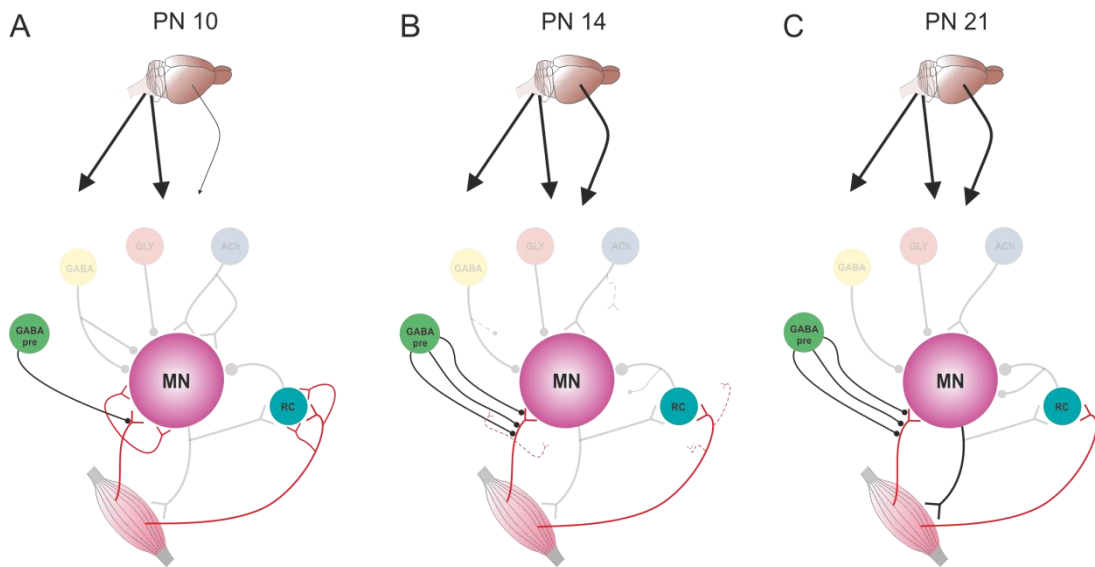 A
PN 10
GABA
GLY
ACh
GABA
pre
MN
RC
B
PN 14
GABA
GLY
ACh
GABA
pre
MN
RC
C
PN 21
GABA
GLY
ACh
GABA
pre
MN
RC